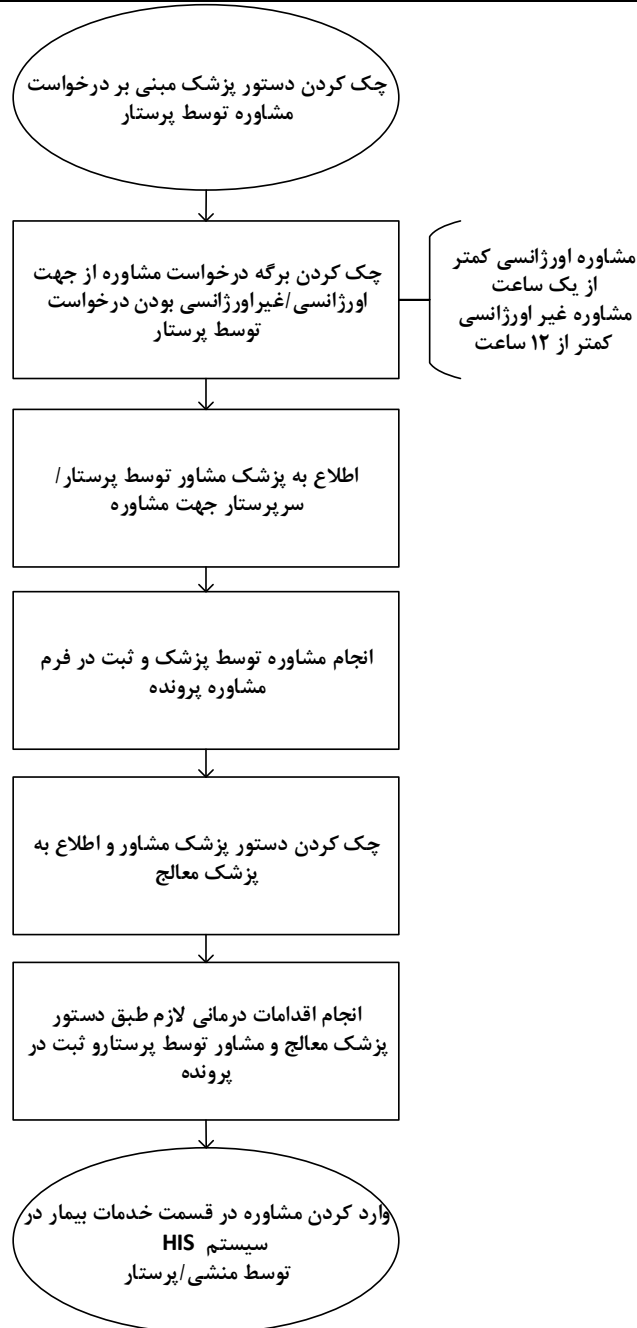 چک کردن دستور پزشک مبنی بر درخواست
مشاوره توسط پرستار
چک کردن برگه درخواست مشاوره از جهت
اورژانسی/غیراورژانسی بودن درخواست
توسط پرستار
مشاوره اورژانسی کمتر
از یک ساعت
مشاوره غیر اورژانسی
کمتر از ۱۲ ساعت
اطلاع به پزشک مشاور توسط پرستار/
سرپرستار جهت مشاوره
انجام مشاوره توسط پزشک و ثبت در فرم
مشاوره پرونده
چک کردن دستور پزشک مشاور و اطلاع به
پزشک معالج
انجام اقدامات درمانی لازم طبق دستور
پزشک معالج و مشاور توسط پرستارو ثبت در
پرونده
وارد کردن مشاوره در قسمت خدمات بیمار در
سیستم HIS
توسط منشی/پرستار